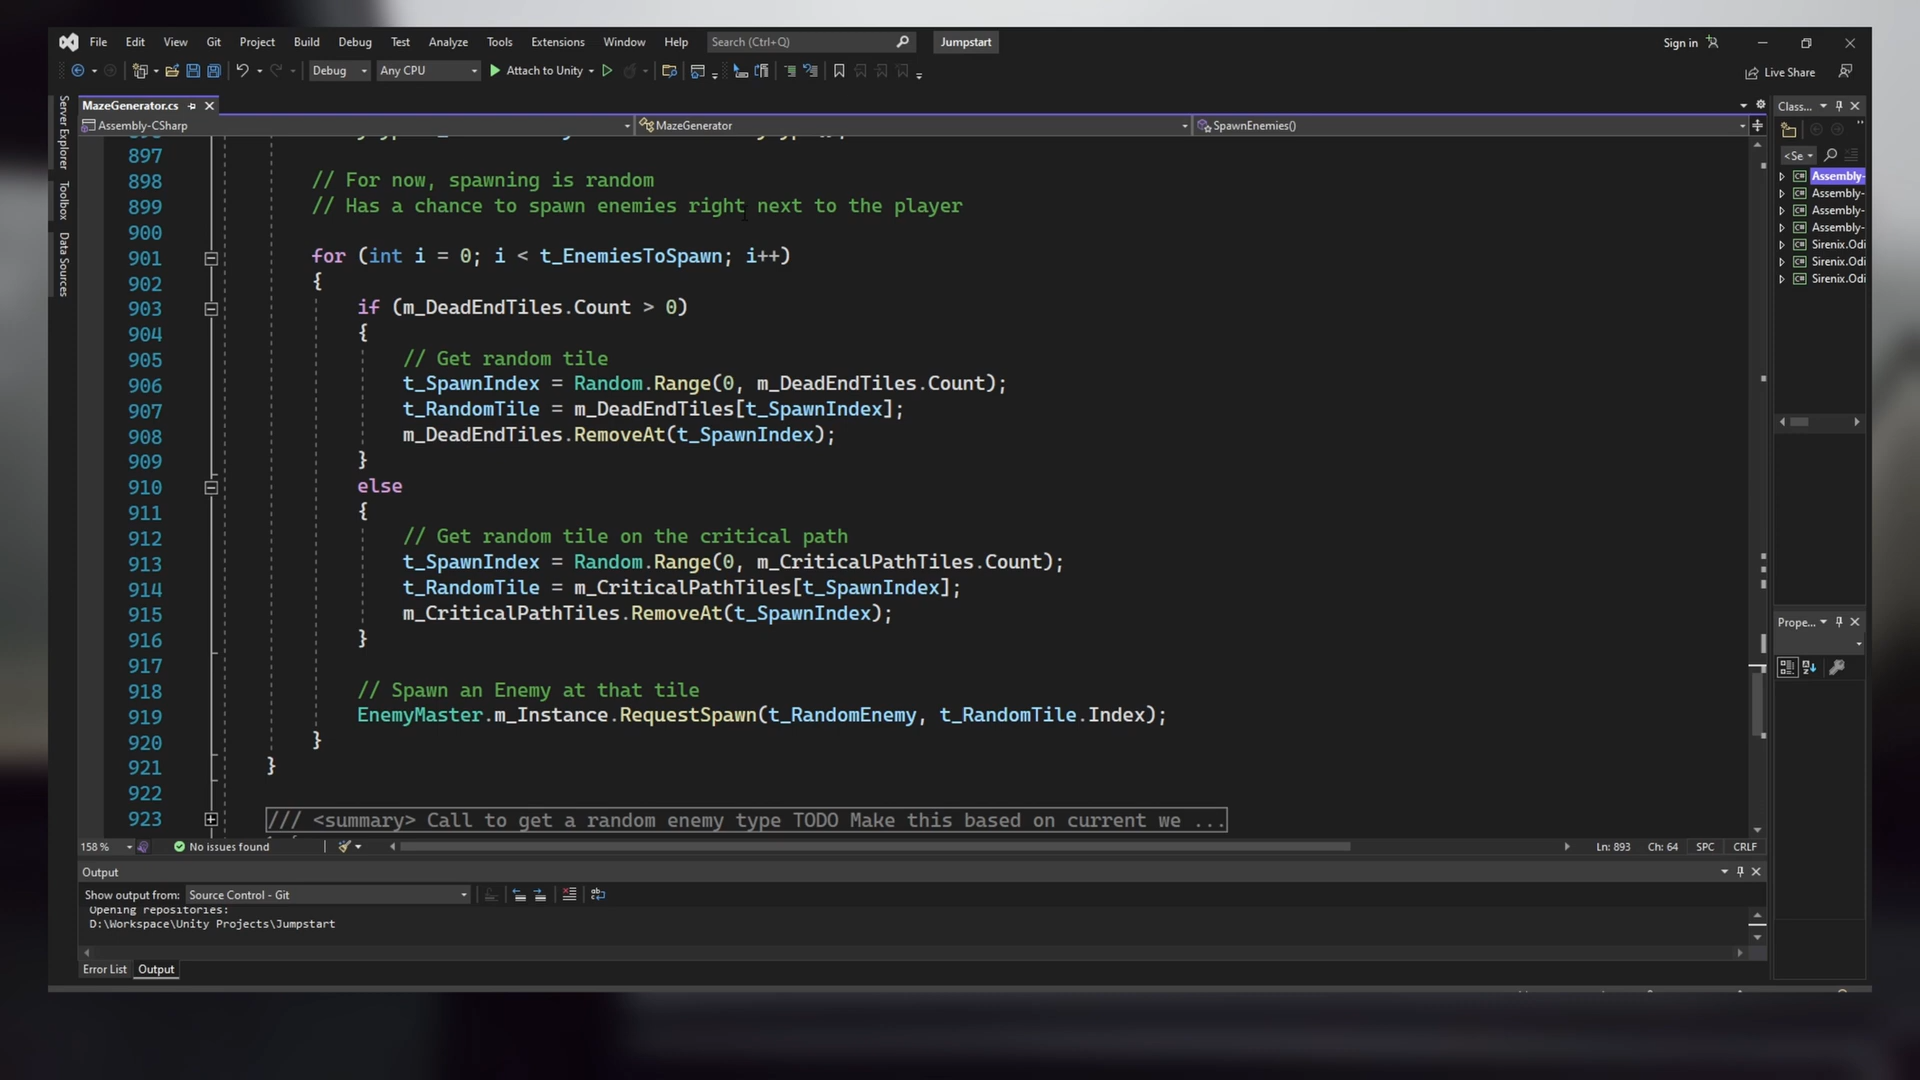 File Edit View Git Project Build Debug Test Analyze Tools Extensions Window Help Search (Ctrl+Q) Jumpstart Sign in
Debug Any CPU Attach to Unity Live Share
Server Explorer
Toolbox
Data Sources
MazeGenerator.cs
Assembly-CSharp MazeGenerator SpawnEnemies()
897
898 // For now, spawning is random
899 // Has a chance to spawn enemies right next to the player
900
901 for (int i = 0; i < t_EnemiesToSpawn; i++)
902 {
903 if (m_DeadEndTiles.Count > 0)
904 {
905 // Get random tile
906 t_SpawnIndex = Random.Range(0, m_DeadEndTiles.Count);
907 t_RandomTile = m_DeadEndTiles[t_SpawnIndex];
908 m_DeadEndTiles.RemoveAt(t_SpawnIndex);
909 }
910 else
911 {
912 // Get random tile on the critical path
913 t_SpawnIndex = Random.Range(0, m_CriticalPathTiles.Count);
914 t_RandomTile = m_CriticalPathTiles[t_SpawnIndex];
915 m_CriticalPathTiles.RemoveAt(t_SpawnIndex);
916 }
917
918 // Spawn an Enemy at that tile
919 EnemyMaster.m_Instance.RequestSpawn(t_RandomEnemy, t_RandomTile.Index);
920 }
921 }
922
923 /// <summary> Call to get a random enemy type TODO Make this based on current we ...
158 % No issues found Ln: 893 Ch: 64 SPC CRLF
Output
Show output from: Source Control - Git
Opening repositories:
D:\Workspace\Unity Projects\Jumpstart
Error List Output
Class...
<Se
Assembly-
Assembly-
Assembly-
Assembly-
Sirenix.Odi
Sirenix.Odi
Sirenix.Odi
Prope...